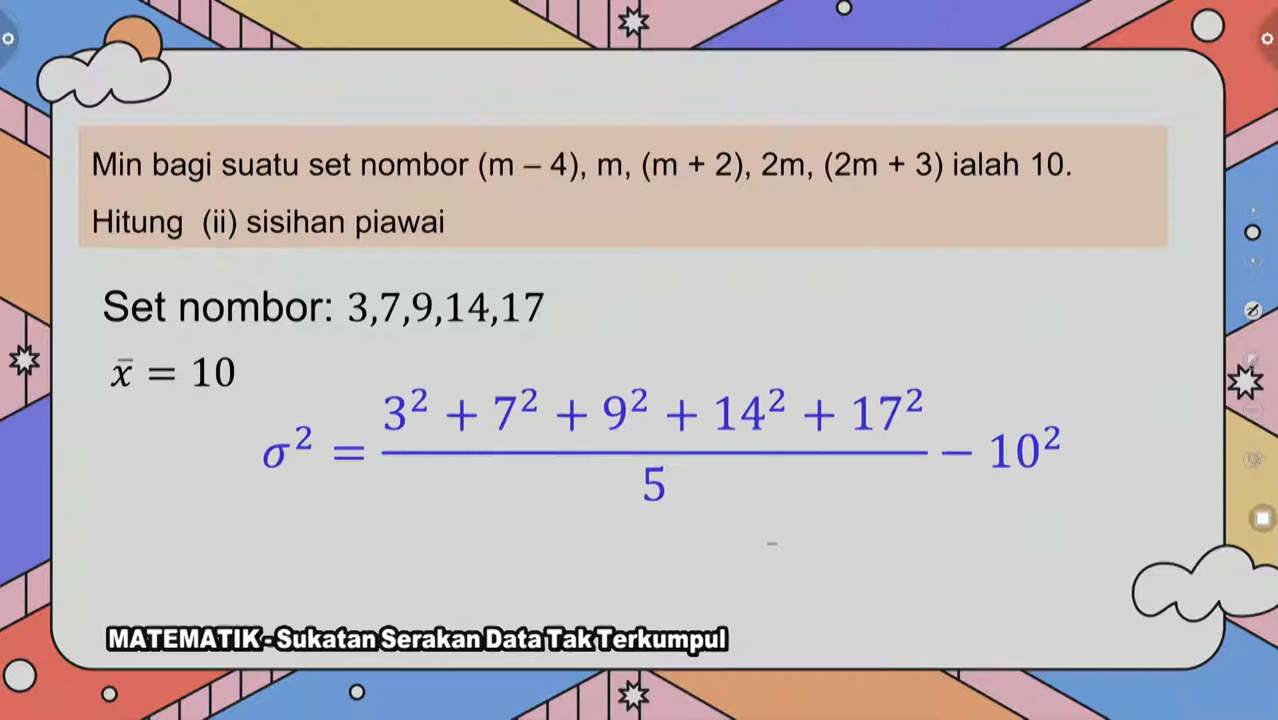 Min bagi suatu set nombor (m – 4), m, (m + 2), 2m, (2m + 3) ialah 10.
Hitung (ii) sisihan piawai
Set nombor: 3,7,9,14,17
x̄ = 10
σ² = (3² + 7² + 9² + 14² + 17²)/5 − 10²
MATEMATIK - Sukatan Serakan Data Tak Terkumpul